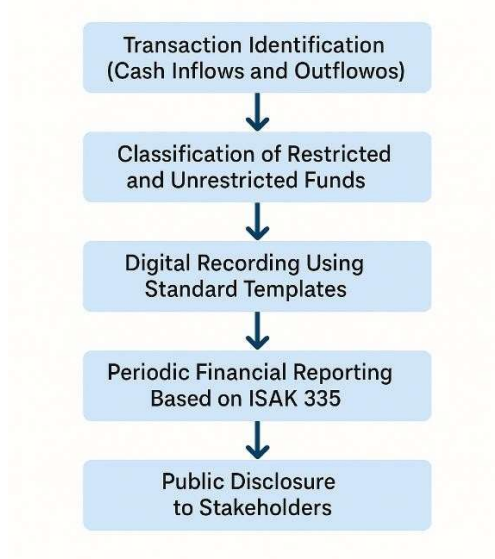 Transaction Identification
(Cash Inflows and Outflowos)
Classification of Restricted
and Unrestricted Funds
Digital Recording Using
Standard Templates
Periodic Financial Reporting
Based on ISAK 335
Public Disclosure
to Stakeholders